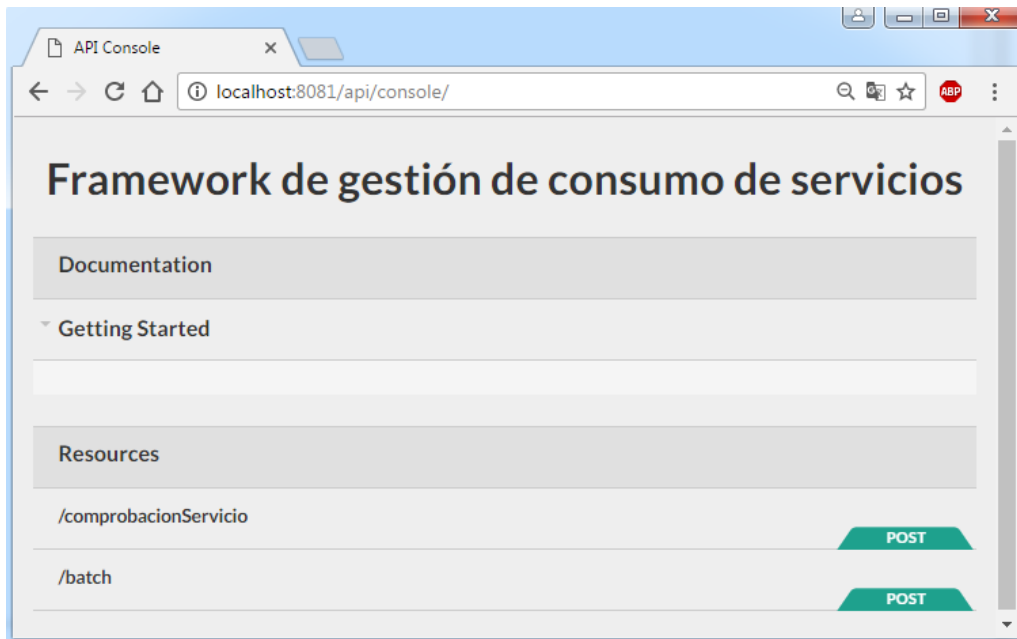 API Console
localhost:8081/api/console/
ABP
Framework de gestión de consumo de servicios
Documentation
Getting Started
Resources
/comprobacionServicio
POST
/batch
POST